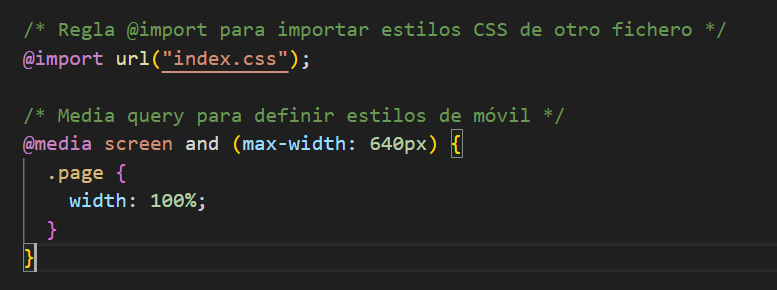 /* Regla @import para importar estilos CSS de otro fichero */
@import url("index.css");
/* Media query para definir estilos de móvil */
@media screen and (max-width: 640px) {
  .page {
    width: 100%;
  }
}